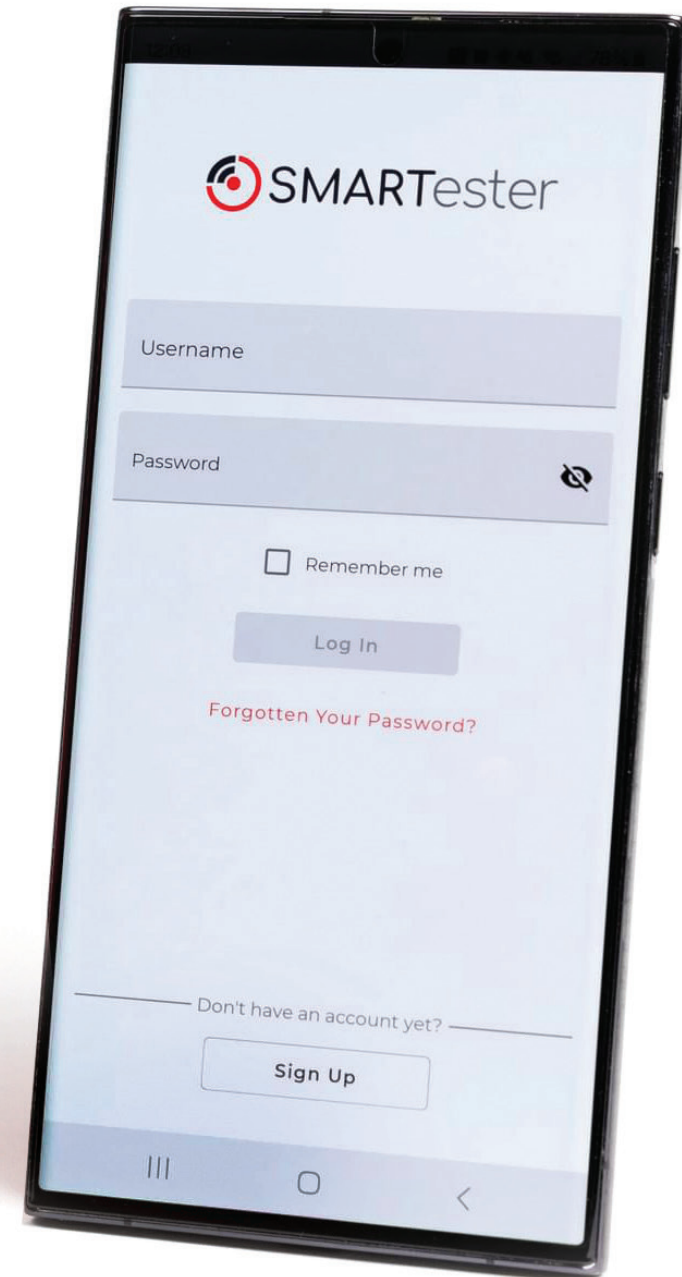 SMARTester
Username
Password
Remember me
Log In
Forgotten Your Password?
Don't have an account yet?
Sign Up